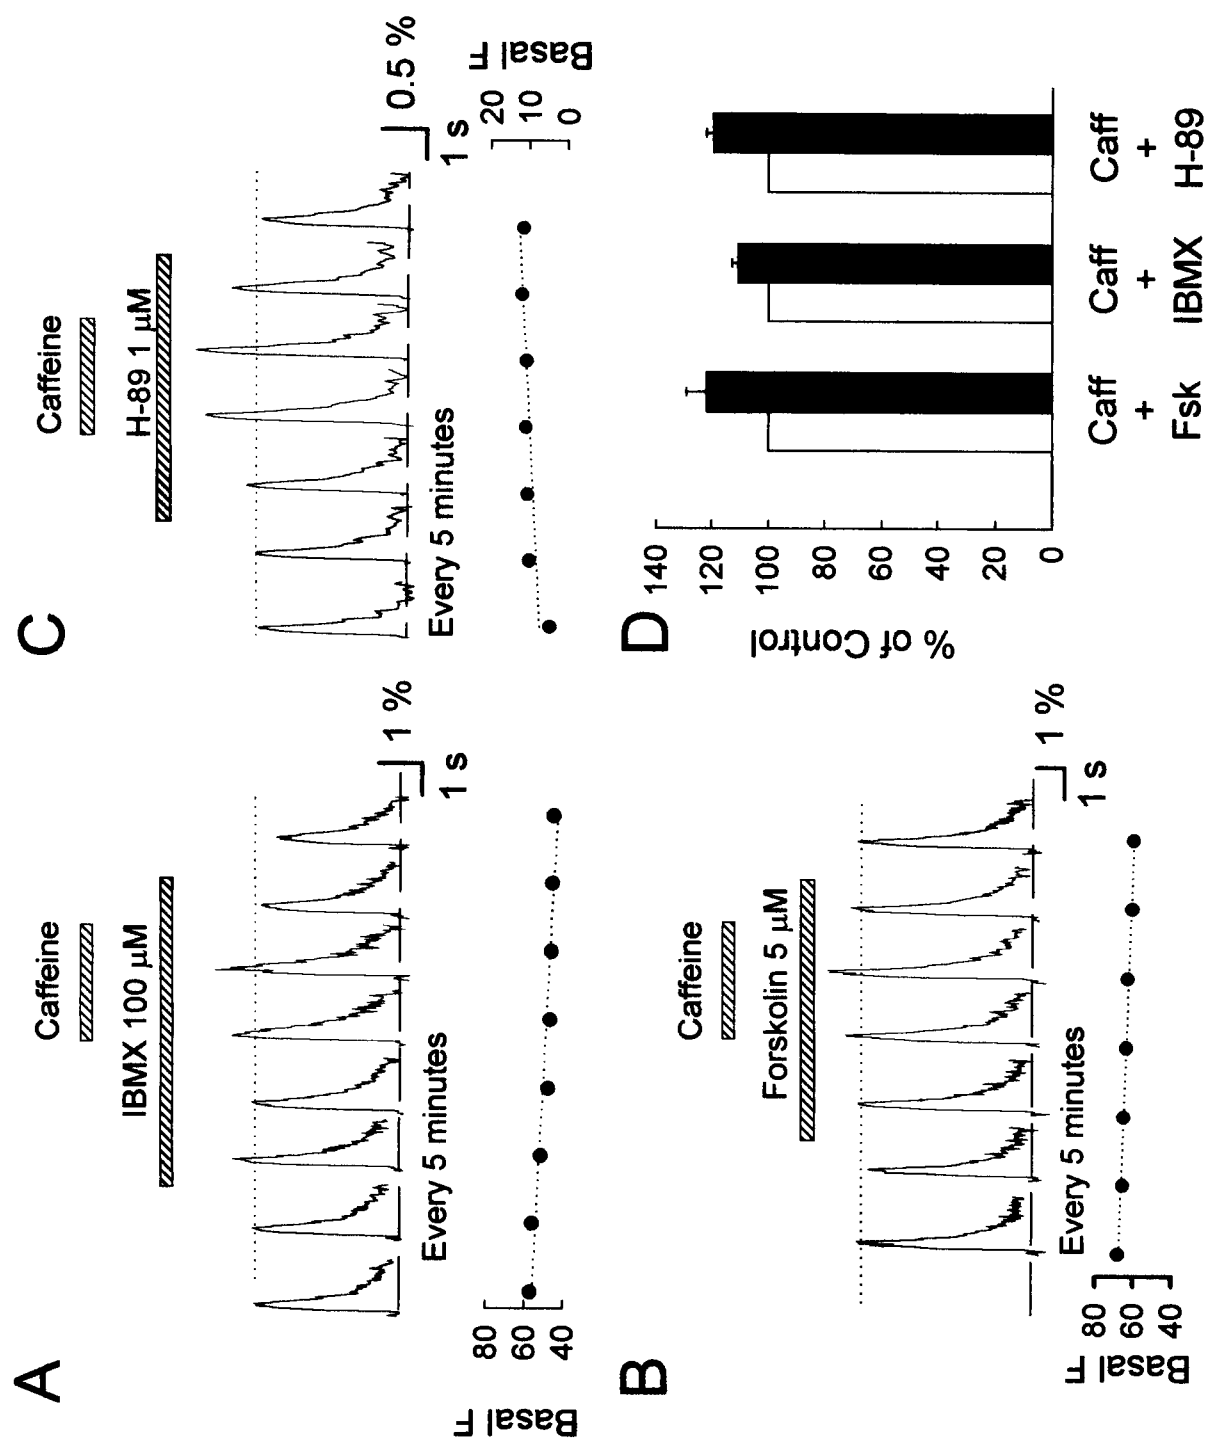 A
Caffeine
IBMX 100 μM
1 %
1 s
Every 5 minutes
80
60
40
Basal F
B
Caffeine
Forskolin 5 μM
1 %
1 s
Every 5 minutes
80
60
40
Basal F
C
Caffeine
H-89 1 μM
0.5 %
1 s
Every 5 minutes
20
10
0
Basal F
D
% of Control
140
120
100
80
60
40
20
0
Caff Caff Caff
+ + +
Fsk IBMX H-89